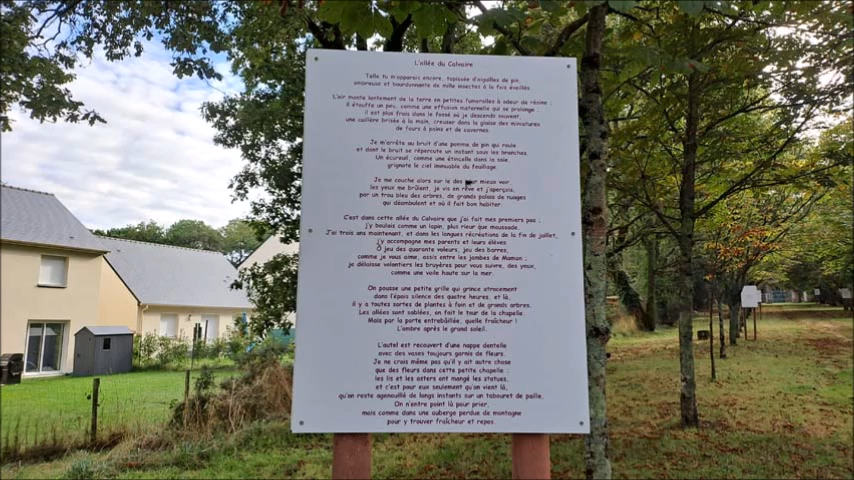 L'allée du Calvaire
Telle tu m'apparais encore, tapissée d'aiguilles de pin,
ombreuse et bourdonnante de mille insectes à la fois éveillés.
L'air monte lentement de la terre en petites fumerolles à odeur de résine ;
il étouffe un peu, comme une effusion maternelle qui se prolonge
il est plus frais dans le fossé où je descends souvent,
une cuillère brisée à la main, creuser dans la glaise des miniatures
de fours à pains et de cavernes.
Je m'arrête au bruit d'une pomme de pin qui roule
et dont le bruit se répercute un instant sous les branches.
Un écureuil, comme une étincelle dans la soie,
grignote le ciel immuable du feuillage.
Je me couche alors sur le dos pour mieux voir
les yeux me brûlent, je vis en rêve et j'aperçois,
par un trou bleu des arbres, de grands palais de nuages
qui déambulent et où il fait bon habiter.
C'est dans cette allée du Calvaire que j'ai fait mes premiers pas ;
j'y boulais comme un lapin, plus rieur que moussade.
J'ai trois ans maintenant, et dans les longues récréations de la fin de juillet,
j'y accompagne mes parents et leurs élèves
Ô jeu des quarante voleurs, jeu des barres,
comme je vous aime, assis entre les jambes de Maman ;
je délaisse volontiers les bruyères pour vous suivre, des yeux,
comme une voile haute sur la mer.
On pousse une petite grille qui grince atrocement
dans l'épais silence des quatre heures, et là,
il y a toutes sortes de plantes à foin et de grands arbres.
Les allées sont sablées, on fait le tour de la chapelle.
Mais par la porte entrebâillée, quelle fraîcheur !
L'ombre après le grand soleil.
L'autel est recouvert d'une nappe dentelle
avec des vases toujours garnis de fleurs.
Je ne crois même pas qu'il y ait autre chose
que des fleurs dans cette petite chapelle :
les lis et les asters ont mangé les statues,
et c'est pour eux seulement qu'on vient là,
qu'on reste agenouillé de longs instants sur un tabouret de paille.
On n'entre point là pour prier,
mais comme dans une auberge perdue de montagne
pour y trouver fraîcheur et repos.